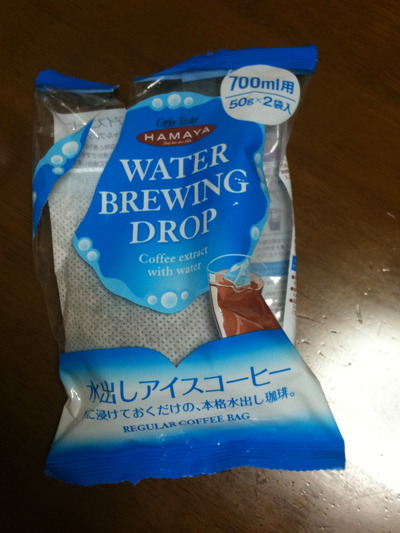 700ml用
50g×2袋入
Coffee Taster
HAMAYA
WATER
BREWING
DROP
Coffee extract
with water
水出しアイスコーヒー
に浸けておくだけの、本格水出し珈琲。
REGULAR COFFEE BAG